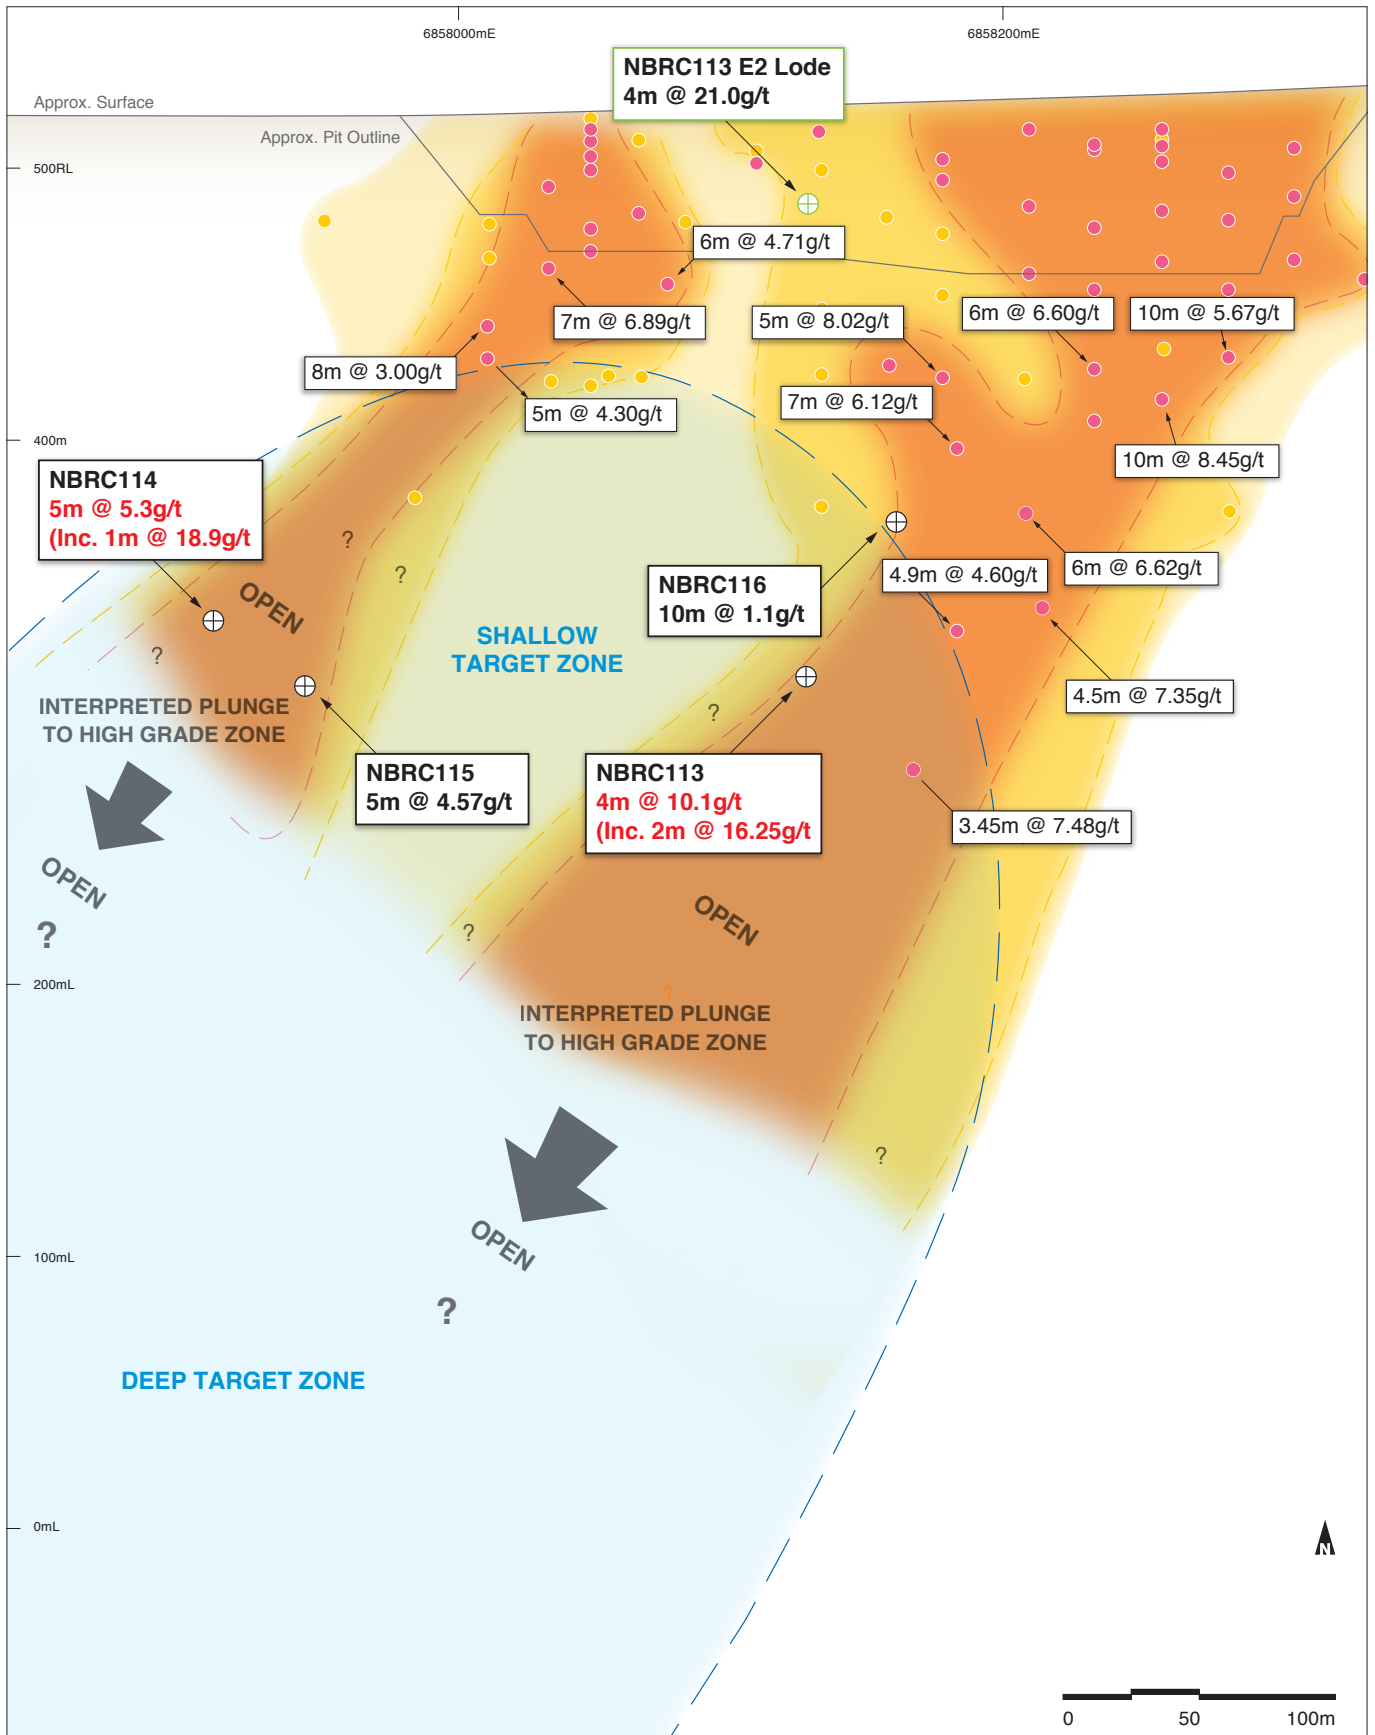 6858000mE
6858200mE
NBRC113 E2 Lode
4m @ 21.0g/t
Approx. Surface
Approx. Pit Outline
500RL
6m @ 4.71g/t
7m @ 6.89g/t
5m @ 8.02g/t
6m @ 6.60g/t
10m @ 5.67g/t
8m @ 3.00g/t
5m @ 4.30g/t
7m @ 6.12g/t
400m
10m @ 8.45g/t
NBRC114
5m @ 5.3g/t
(Inc. 1m @ 18.9g/t
?
?
OPEN
NBRC116
10m @ 1.1g/t
4.9m @ 4.60g/t
6m @ 6.62g/t
SHALLOW
TARGET ZONE
?
4.5m @ 7.35g/t
INTERPRETED PLUNGE
TO HIGH GRADE ZONE
?
NBRC115
5m @ 4.57g/t
NBRC113
4m @ 10.1g/t
(Inc. 2m @ 16.25g/t
3.45m @ 7.48g/t
OPEN
?
OPEN
?
200mL
?
INTERPRETED PLUNGE
TO HIGH GRADE ZONE
?
OPEN
100mL
?
DEEP TARGET ZONE
0mL
N
0
50
100m